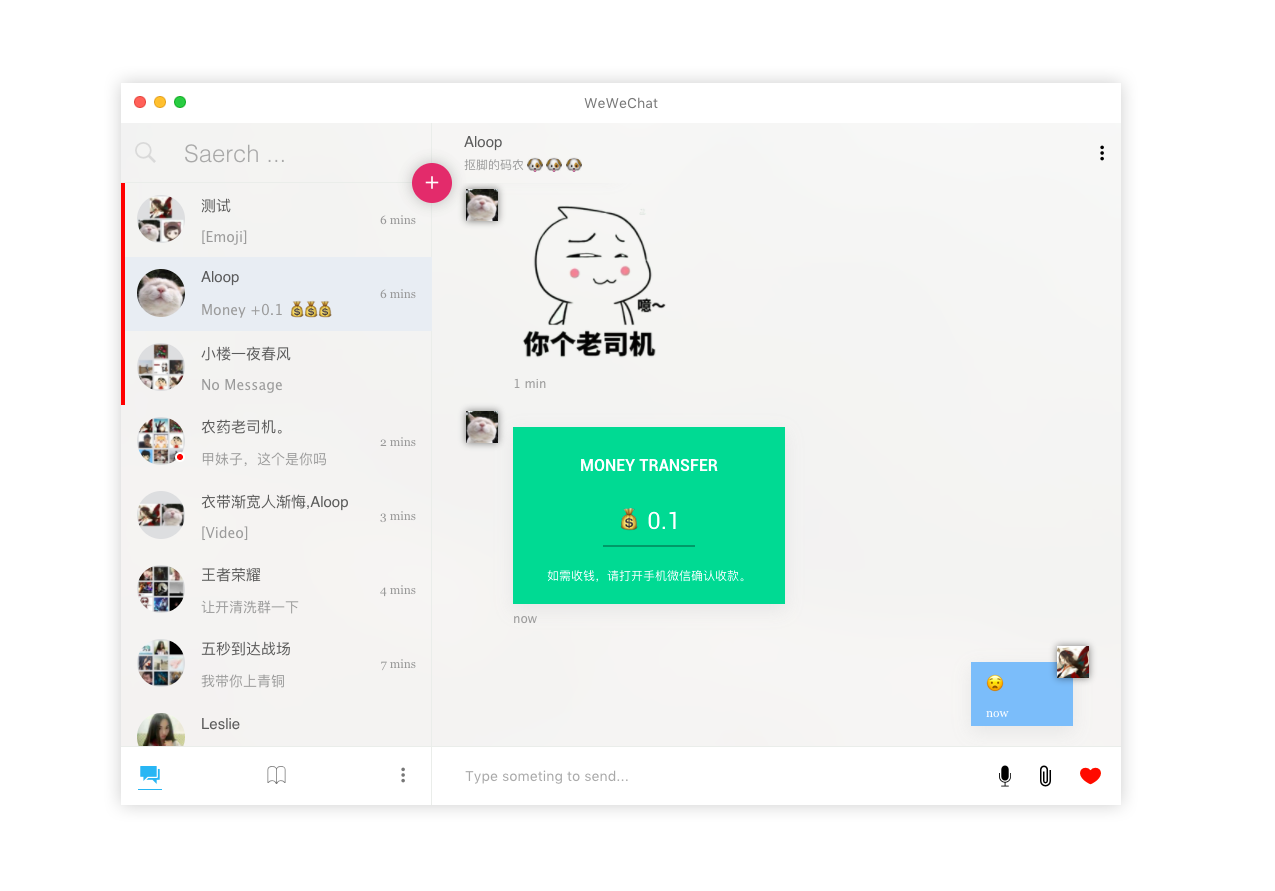 WeWeChat
Saerch ...
测试
6 mins
[Emoji]
Aloop
6 mins
Money +0.1 💰💰💰
小楼一夜春风
No Message
农药老司机。
2 mins
甲妹子，这个是你吗
衣带渐宽人渐悔,Aloop
3 mins
[Video]
王者荣耀
4 mins
让开清洗群一下
五秒到达战场
7 mins
我带你上青铜
Leslie
Aloop
抠脚的码农 🐶 🐶 🐶
噫～
你个老司机
1 min
MONEY TRANSFER
💰 0.1
如需收钱，请打开手机微信确认收款。
now
😟
now
Type someting to send...